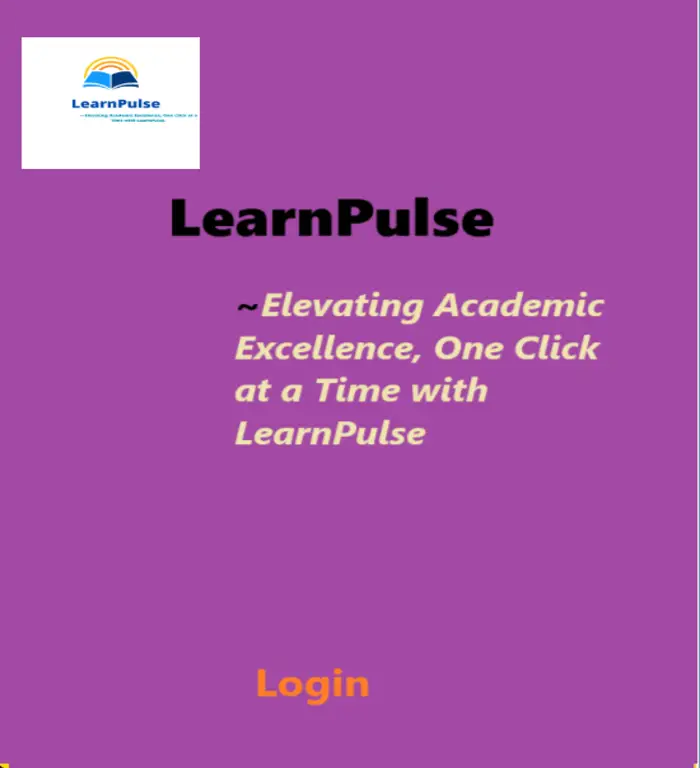 LearnPulse
~Elevating Academic Excellence, One Click at a
Time with LearnPulse
LearnPulse
~Elevating Academic
Excellence, One Click
at a Time with
LearnPulse
Login